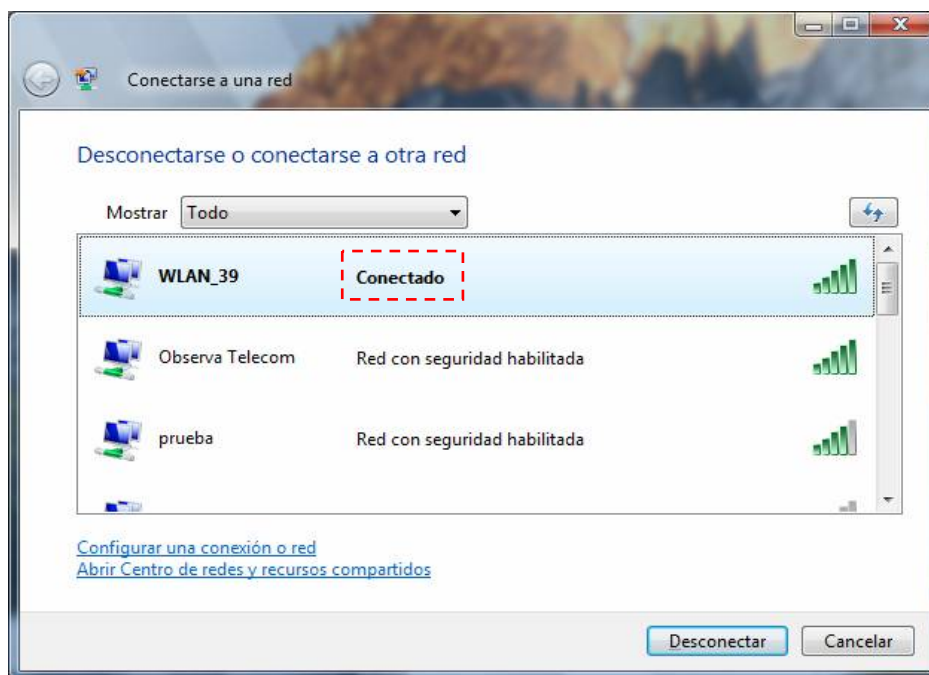 Conectarse a una red
Desconectarse o conectarse a otra red
Mostrar Todo
WLAN_39 Conectado
Observa Telecom Red con seguridad habilitada
prueba Red con seguridad habilitada
Configurar una conexión o red
Abrir Centro de redes y recursos compartidos
Desconectar Cancelar